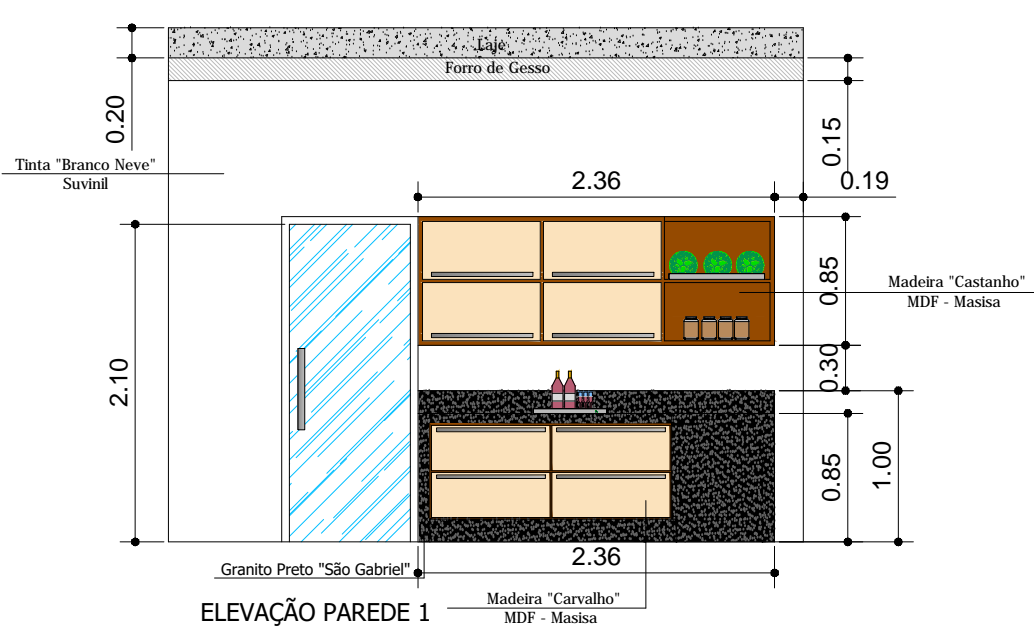 Laje
Forro de Gesso
0.20
0.15
Tinta "Branco Neve"
Suvinil
2.36
0.19
0.85
Madeira "Castanho"
MDF - Masisa
0.30
2.10
0.85
1.00
2.36
Granito Preto "São Gabriel"
Madeira "Carvalho"
MDF - Masisa
ELEVAÇÃO PAREDE 1